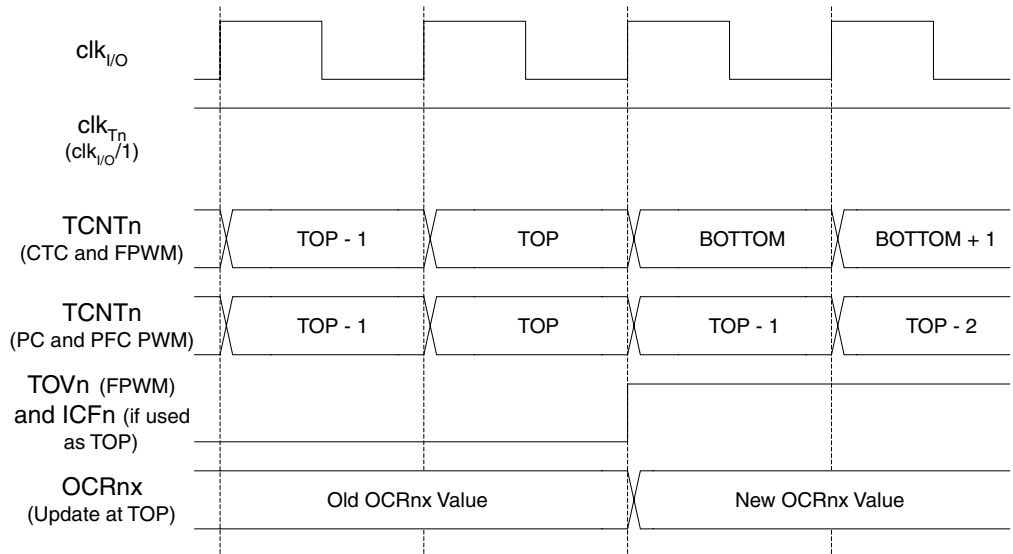 clkI/O
clkTn
(clkI/O/1)
TCNTn
(CTC and FPWM)
TOP - 1
TOP
BOTTOM
BOTTOM + 1
TCNTn
(PC and PFC PWM)
TOP - 1
TOP
TOP - 1
TOP - 2
TOVn (FPWM)
and ICFn (if used
as TOP)
OCRnx
(Update at TOP)
Old OCRnx Value
New OCRnx Value